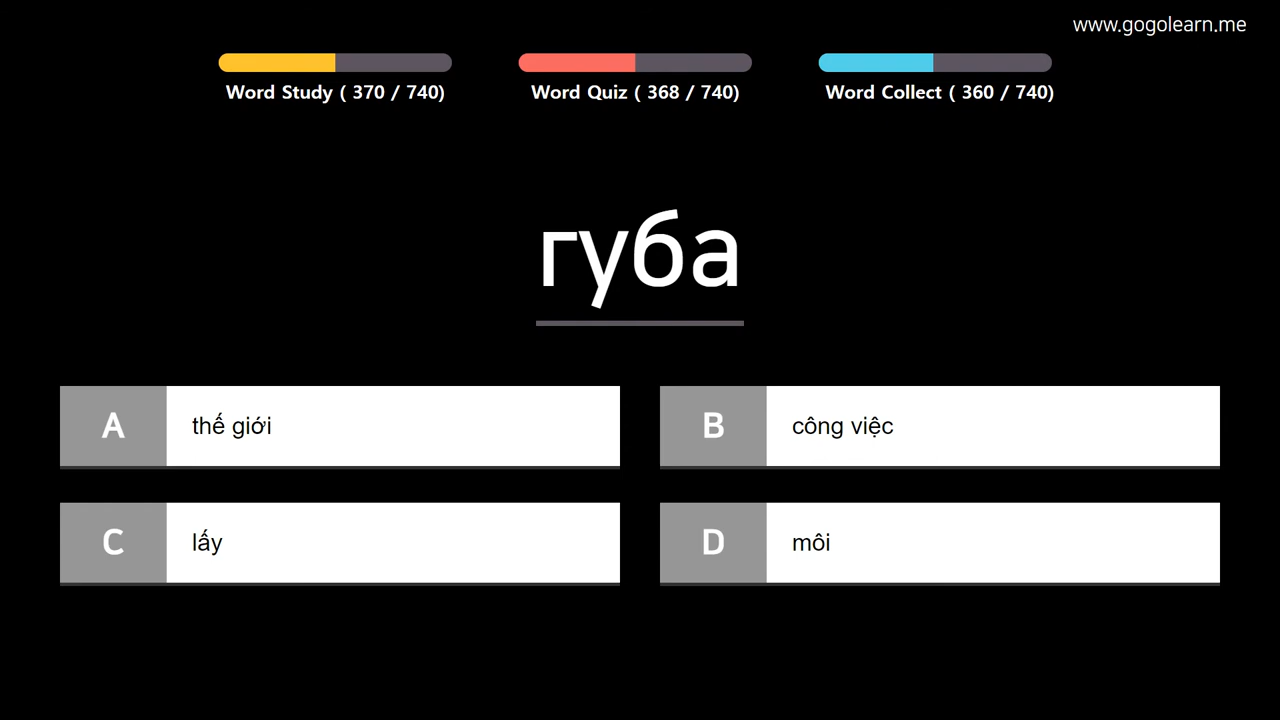 www.gogolearn.me
Word Study ( 370 / 740)
Word Quiz ( 368 / 740)
Word Collect ( 360 / 740)
губа
A thế giới
B công việc
C lấy
D môi